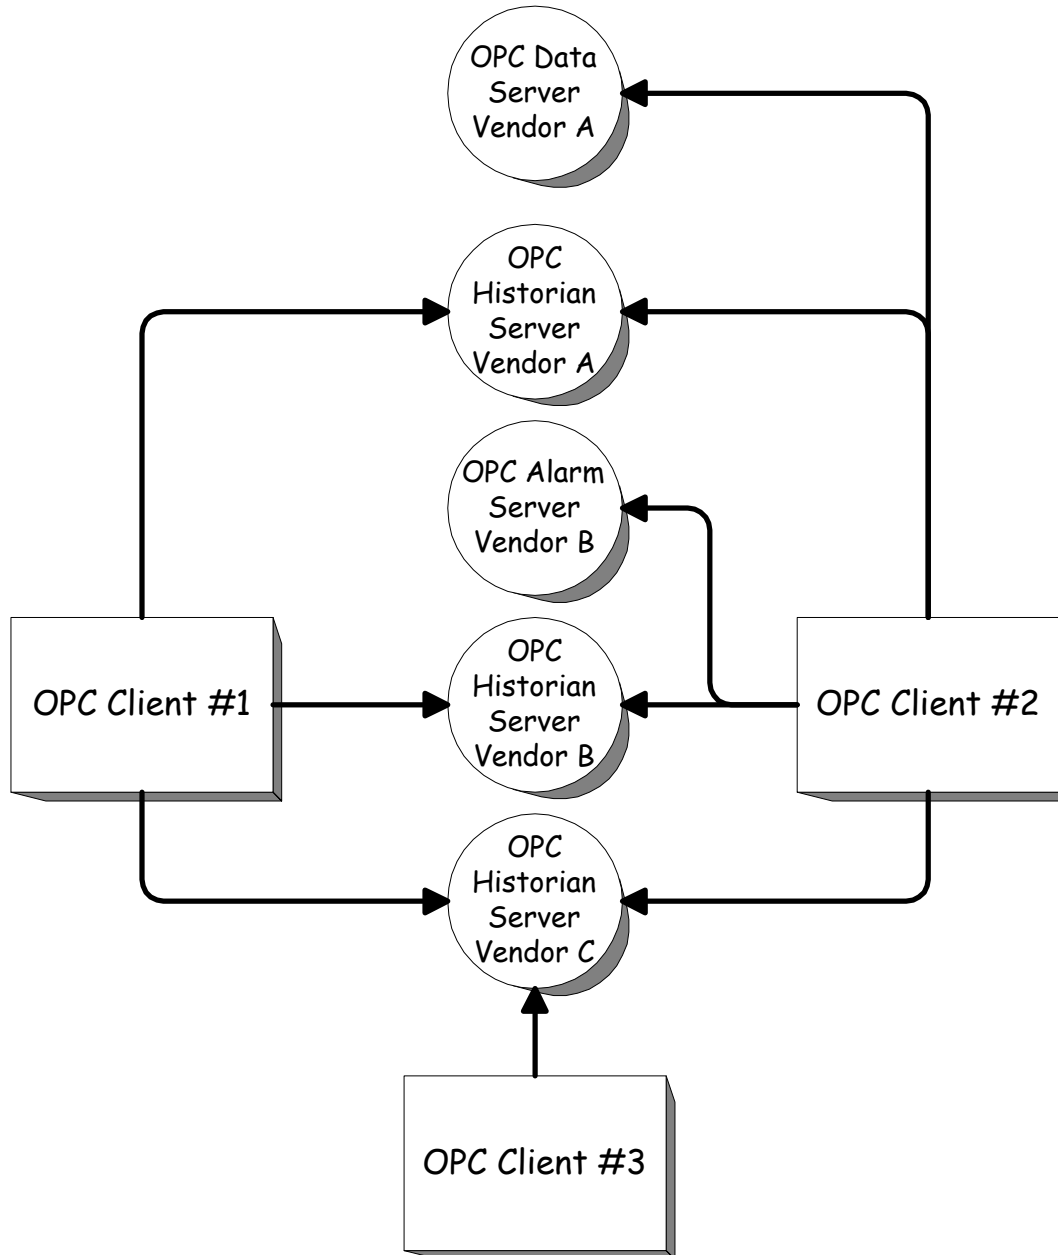 OPC Data
Server
Vendor A
OPC
Historian
Server
Vendor A
OPC Alarm
Server
Vendor B
OPC Client #1
OPC
Historian
Server
Vendor B
OPC Client #2
OPC
Historian
Server
Vendor C
OPC Client #3